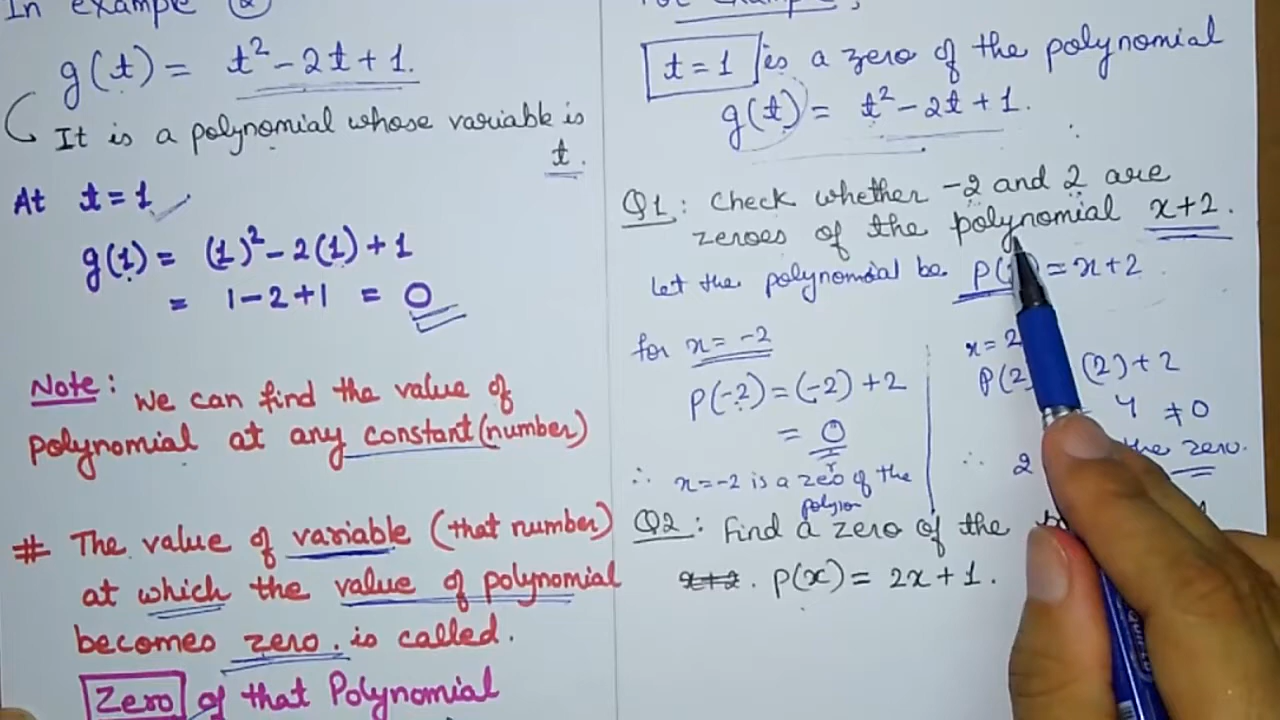 In example 2
g(t) = t² - 2t + 1.
It is a polynomial whose variable is
t.
At t = 1
g(1) = (1)² - 2(1) + 1
= 1 - 2 + 1 = 0
Note: We can find the value of
polynomial at any constant (number)
# The value of variable (that number)
at which the value of polynomial
becomes zero. is called.
Zero of that Polynomial
t = 1 is a zero of the polynomial
g(t) = t² - 2t + 1.
Q1: Check whether -2 and 2 are
zeroes of the polynomial x+2.
Let the polynomial be P( = x+2
for x = -2
P(-2) = (-2) + 2
= 0
∴ x = -2 is a zero of the
x = 2
P(2) (2) + 2
4 ≠ 0
∴ 2 the zero.
Q2: Find a zero of the
x+2. P(x) = 2x + 1.